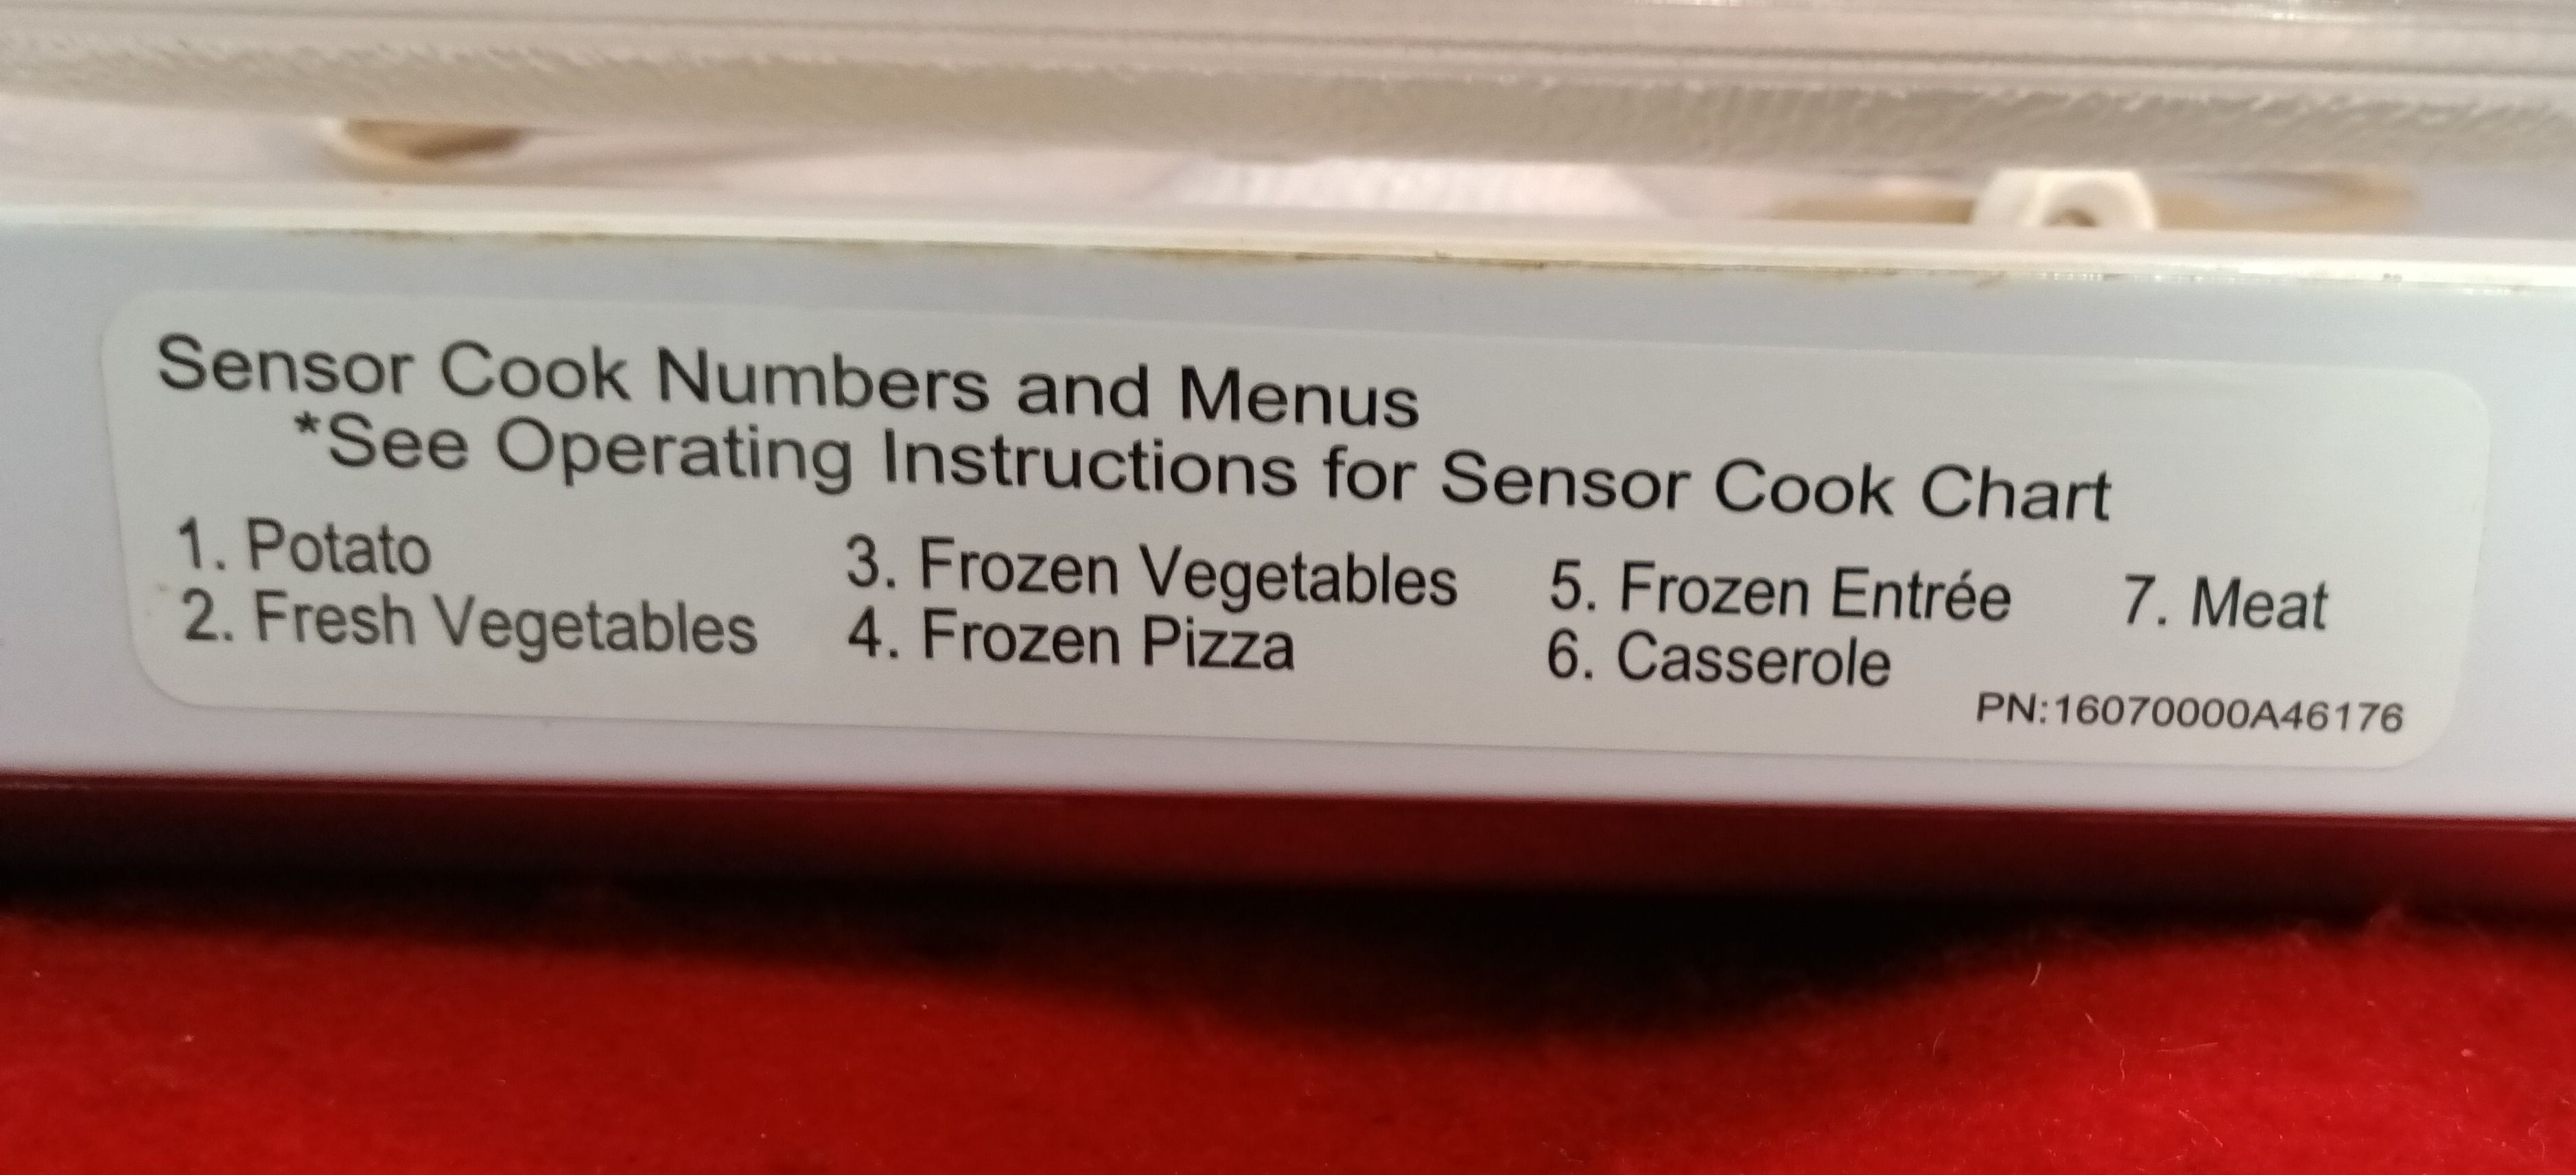 Sensor Cook Numbers and Menus
*See Operating Instructions for Sensor Cook Chart
1. Potato
2. Fresh Vegetables
3. Frozen Vegetables
4. Frozen Pizza
5. Frozen Entrée
6. Casserole
7. Meat
PN:16070000A46176